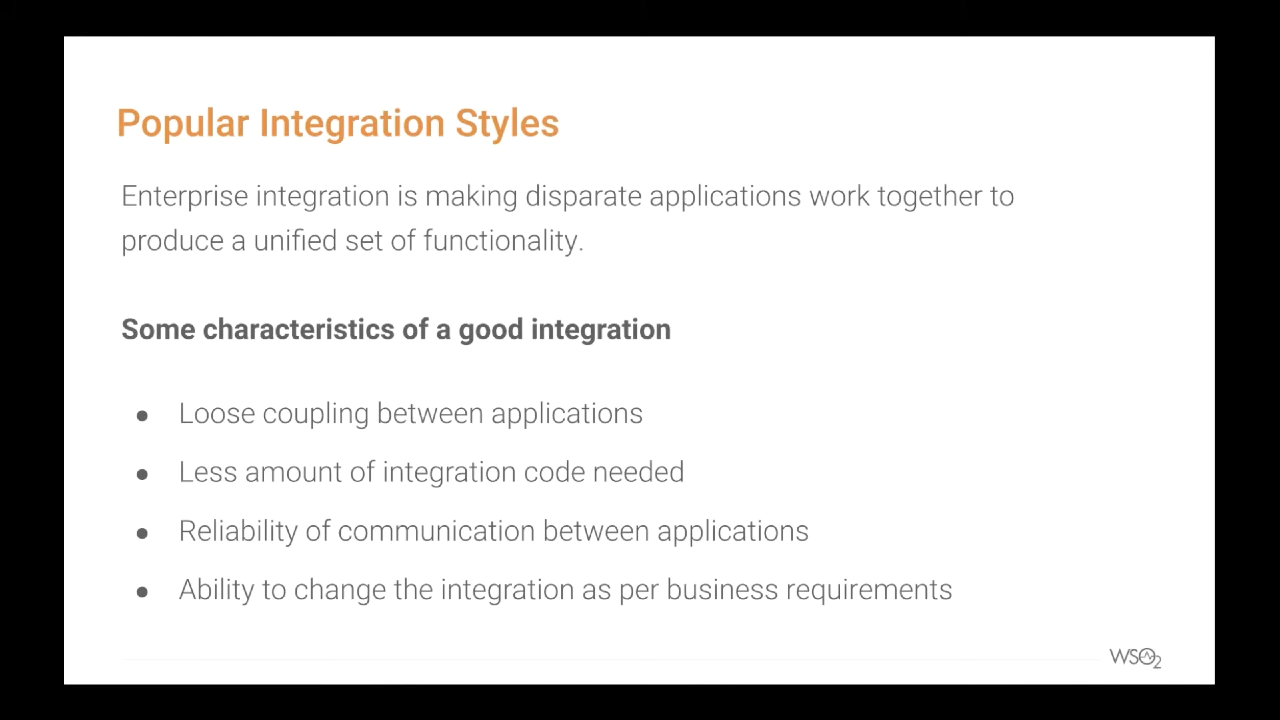 Popular Integration Styles
Enterprise integration is making disparate applications work together to
produce a unified set of functionality.
Some characteristics of a good integration
● Loose coupling between applications
● Less amount of integration code needed
● Reliability of communication between applications
● Ability to change the integration as per business requirements
WSO2